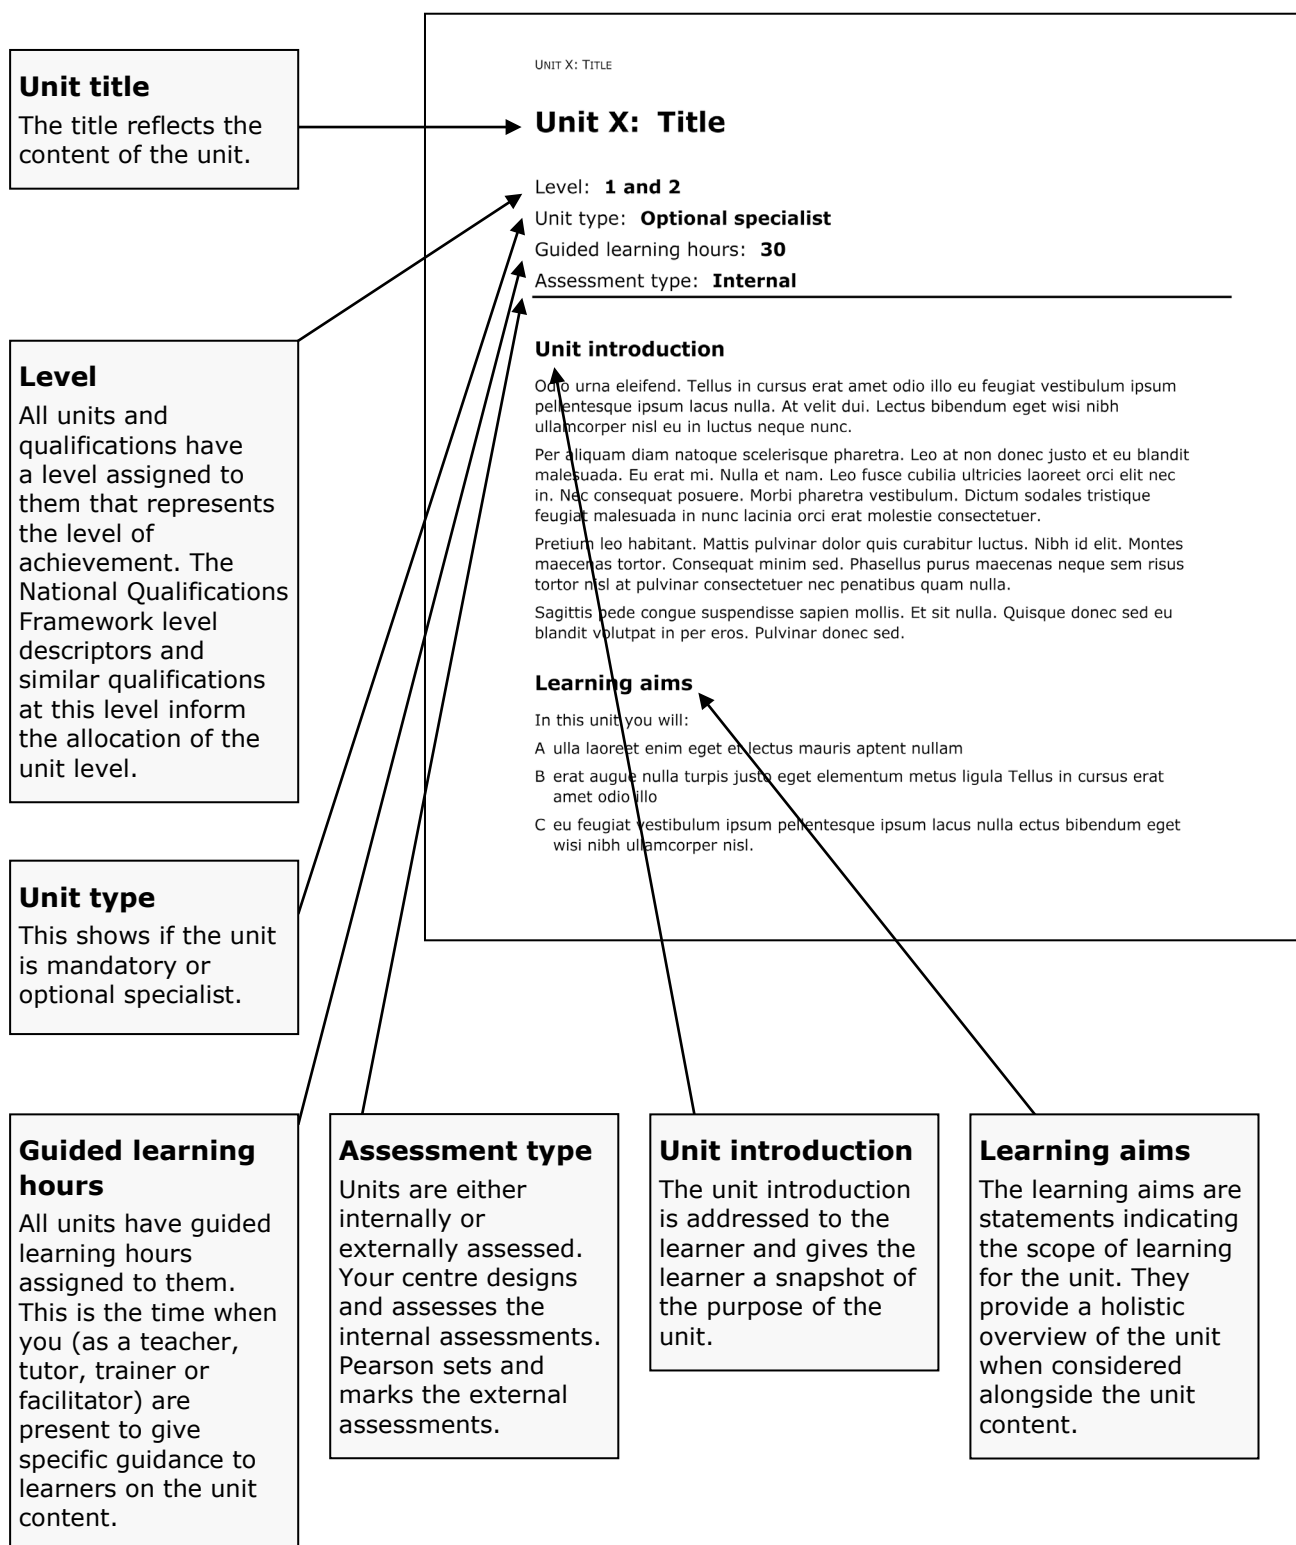 Unit title
The title reflects the
content of the unit.
UNIT X: TITLE
Unit X:  Title
Level:  1 and 2
Unit type:  Optional specialist
Guided learning hours:  30
Assessment type:  Internal
Unit introduction
Odio urna eleifend. Tellus in cursus erat amet odio illo eu feugiat vestibulum ipsum
pellentesque ipsum lacus nulla. At velit dui. Lectus bibendum eget wisi nibh
ullamcorper nisl eu in luctus neque nunc.
Per aliquam diam natoque scelerisque pharetra. Leo at non donec justo et eu blandit
malesuada. Eu erat mi. Nulla et nam. Leo fusce cubilia ultricies laoreet orci elit nec
in. Nec consequat posuere. Morbi pharetra vestibulum. Dictum sodales tristique
feugiat malesuada in nunc lacinia orci erat molestie consectetuer.
Pretium leo habitant. Mattis pulvinar dolor quis curabitur luctus. Nibh id elit. Montes
maecenas tortor. Consequat minim sed. Phasellus purus maecenas neque sem risus
tortor nisl at pulvinar consectetuer nec penatibus quam nulla.
Sagittis pede congue suspendisse sapien mollis. Et sit nulla. Quisque donec sed eu
blandit volutpat in per eros. Pulvinar donec sed.
Learning aims
In this unit you will:
A ulla laoreet enim eget et lectus mauris aptent nullam
B erat augue nulla turpis justo eget elementum metus ligula Tellus in cursus erat
amet odio illo
C eu feugiat vestibulum ipsum pellentesque ipsum lacus nulla ectus bibendum eget
wisi nibh ullamcorper nisl.
Level
All units and
qualifications have
a level assigned to
them that represents
the level of
achievement. The
National Qualifications
Framework level
descriptors and
similar qualifications
at this level inform
the allocation of the
unit level.
Unit type
This shows if the unit
is mandatory or
optional specialist.
Guided learning
hours
All units have guided
learning hours
assigned to them.
This is the time when
you (as a teacher,
tutor, trainer or
facilitator) are
present to give
specific guidance to
learners on the unit
content.
Assessment type
Units are either
internally or
externally assessed.
Your centre designs
and assesses the
internal assessments.
Pearson sets and
marks the external
assessments.
Unit introduction
The unit introduction
is addressed to the
learner and gives the
learner a snapshot of
the purpose of the
unit.
Learning aims
The learning aims are
statements indicating
the scope of learning
for the unit. They
provide a holistic
overview of the unit
when considered
alongside the unit
content.